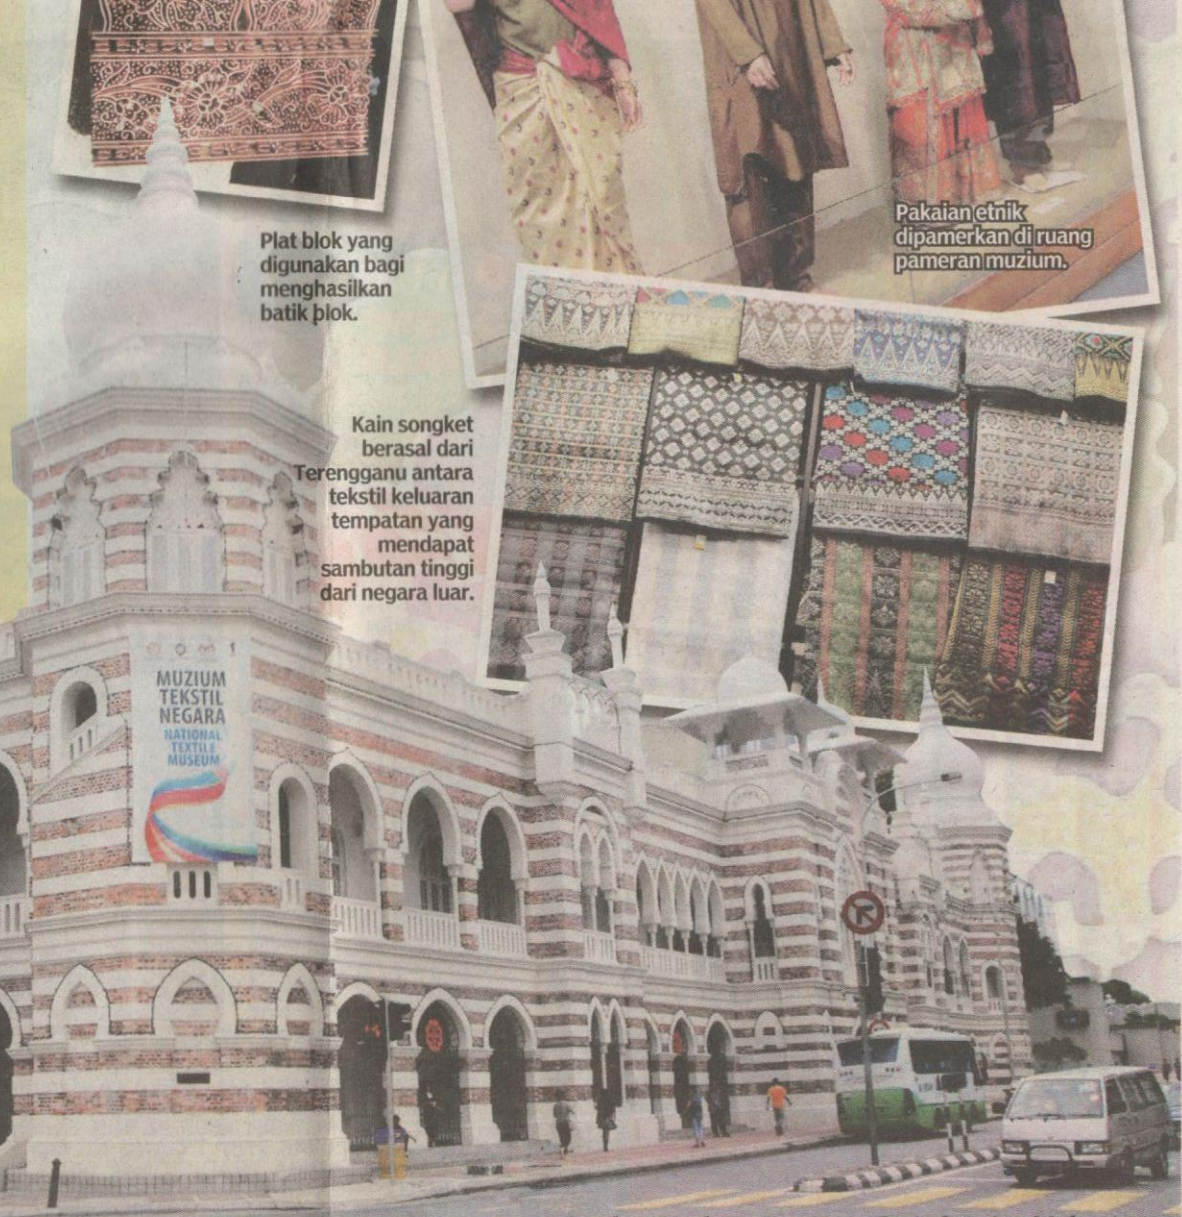 Pakaian etnik
dipamerkan di ruang
pameran muzium.
Plat blok yang
digunakan bagi
menghasilkan
batik blok.
Kain songket
berasal dari
Terengganu antara
tekstil keluaran
tempatan yang
mendapat
sambutan tinggi
dari negara luar.
MUZIUM
TEKSTIL
NEGARA
NATIONAL
TEXTILE
MUSEUM